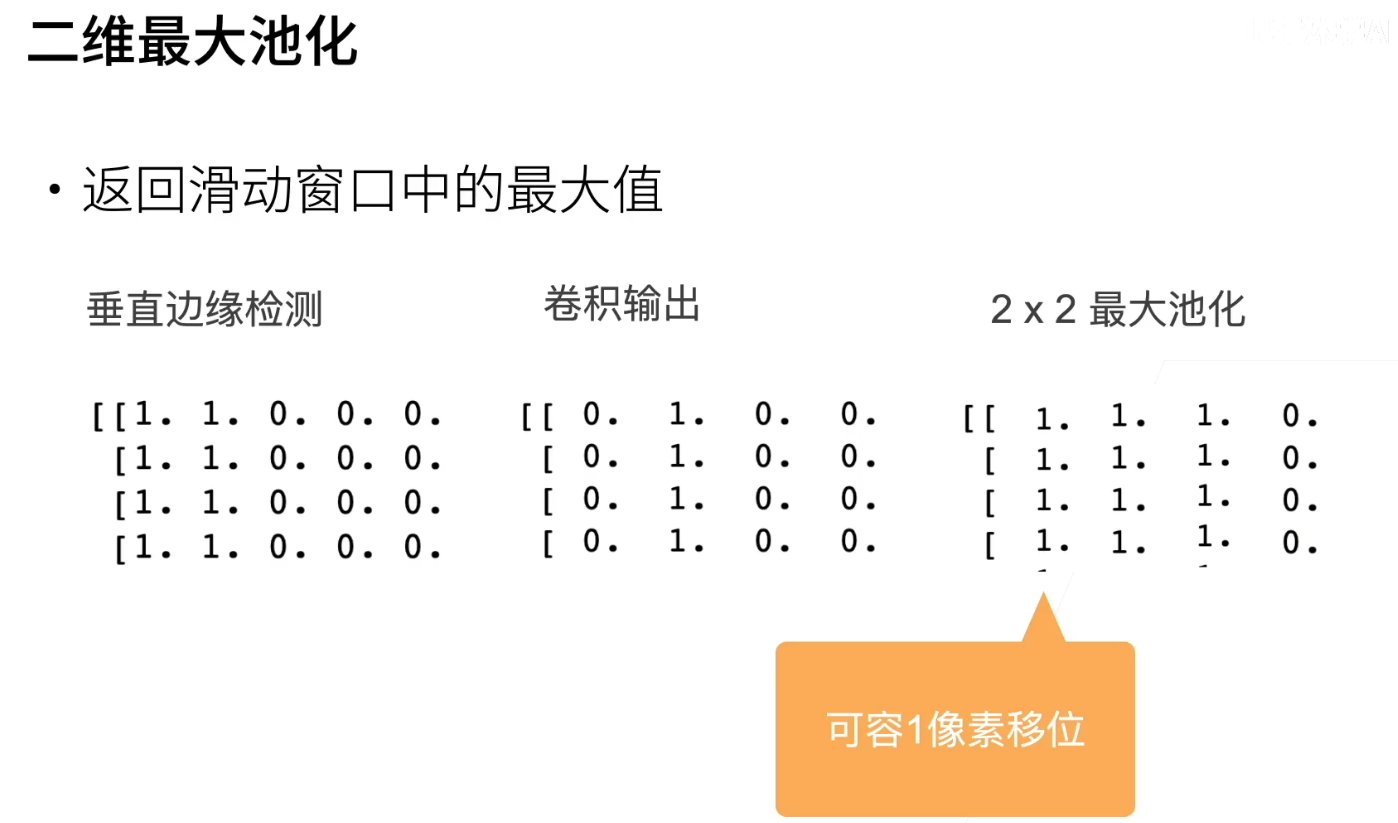 二维最大池化
• 返回滑动窗口中的最大值
垂直边缘检测 卷积输出 2 x 2 最大池化
[[1. 1. 0. 0. 0. [[ 0. 1. 0. 0. [[ 1. 1. 1. 0.
[1. 1. 0. 0. 0. [ 0. 1. 0. 0. [ 1. 1. 1. 0.
[1. 1. 0. 0. 0. [ 0. 1. 0. 0. [ 1. 1. 1. 0.
[1. 1. 0. 0. 0. [ 0. 1. 0. 0. [ 1. 1. 1. 0.
可容1像素移位